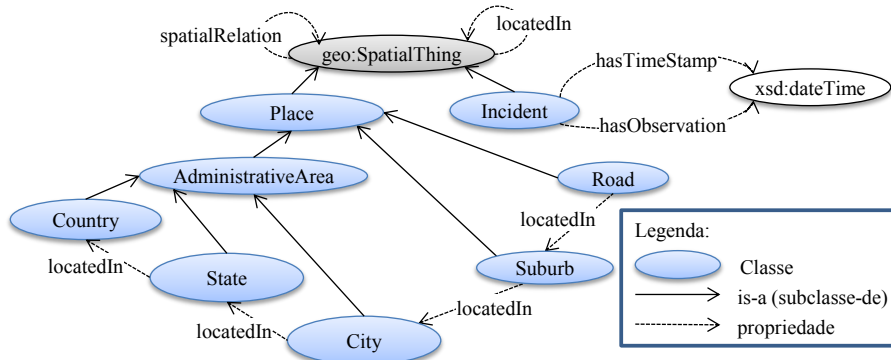 spatialRelation
locatedIn
geo:SpatialThing
hasTimeStamp
xsd:dateTime
Place
Incident
hasObservation
AdministrativeArea
Road
Country
locatedIn
locatedIn
State
Suburb
locatedIn
locatedIn
City
Legenda:
Classe
is-a (subclasse-de)
propriedade